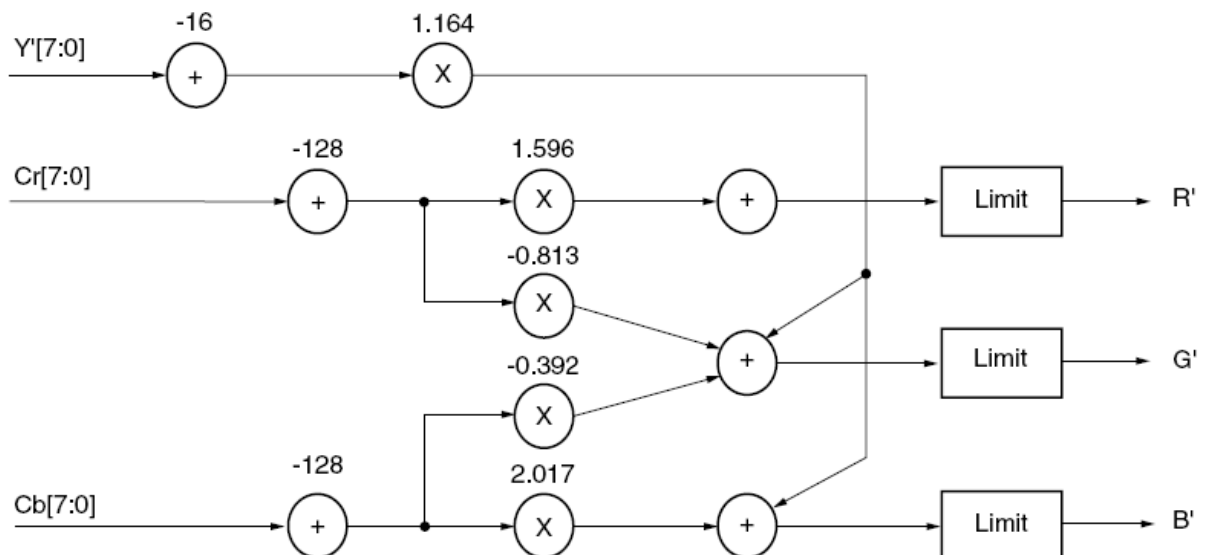 -16
1.164
Y'[7:0]
+
X
-128
1.596
Cr[7:0]
+
X
+
Limit
R'
-0.813
X
+
Limit
G'
-0.392
X
-128
2.017
Cb[7:0]
+
X
+
Limit
B'